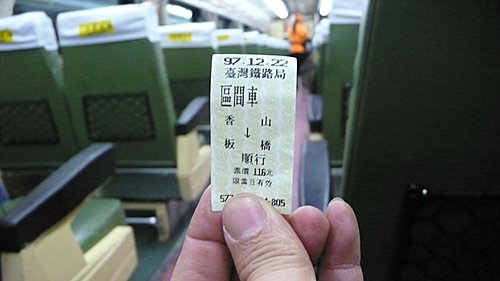 97.12.22
臺灣鐵路局
區間車
香 山
↓
板 橋
順行
票價 116元
限當日有效